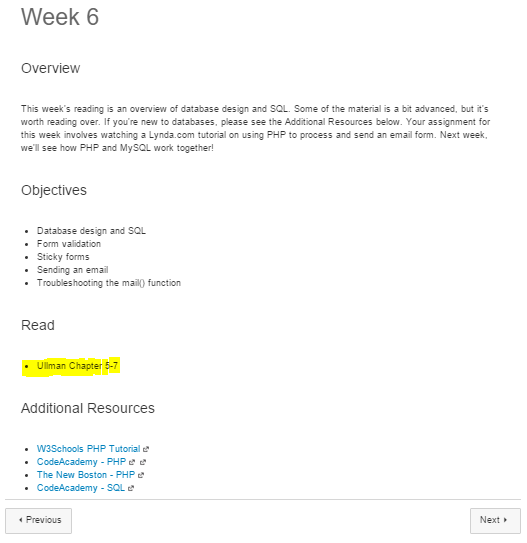 Week 6
Overview
This week's reading is an overview of database design and SQL. Some of the material is a bit advanced, but it's
worth reading over. If you're new to databases, please see the Additional Resources below. Your assignment for
this week involves watching a Lynda.com tutorial on using PHP to process and send an email form. Next week,
we'll see how PHP and MySQL work together!
Objectives
Database design and SQL
Form validation
Sticky forms
Sending an email
Troubleshooting the mail() function
Read
Ullman Chapter 5-7
Additional Resources
W3Schools PHP Tutorial
CodeAcademy - PHP
The New Boston - PHP
CodeAcademy - SQL
Previous
Next